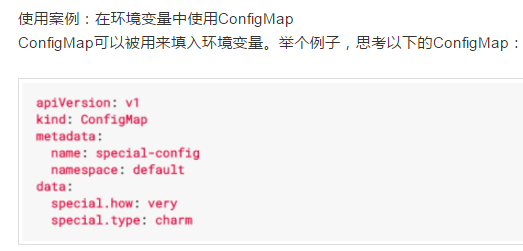 使用案例：在环境变量中使用ConfigMap
ConfigMap可以被用来填入环境变量。举个例子，思考以下的ConfigMap：
apiVersion: v1
kind: ConfigMap
metadata:
  name: special-config
  namespace: default
data:
  special.how: very
  special.type: charm